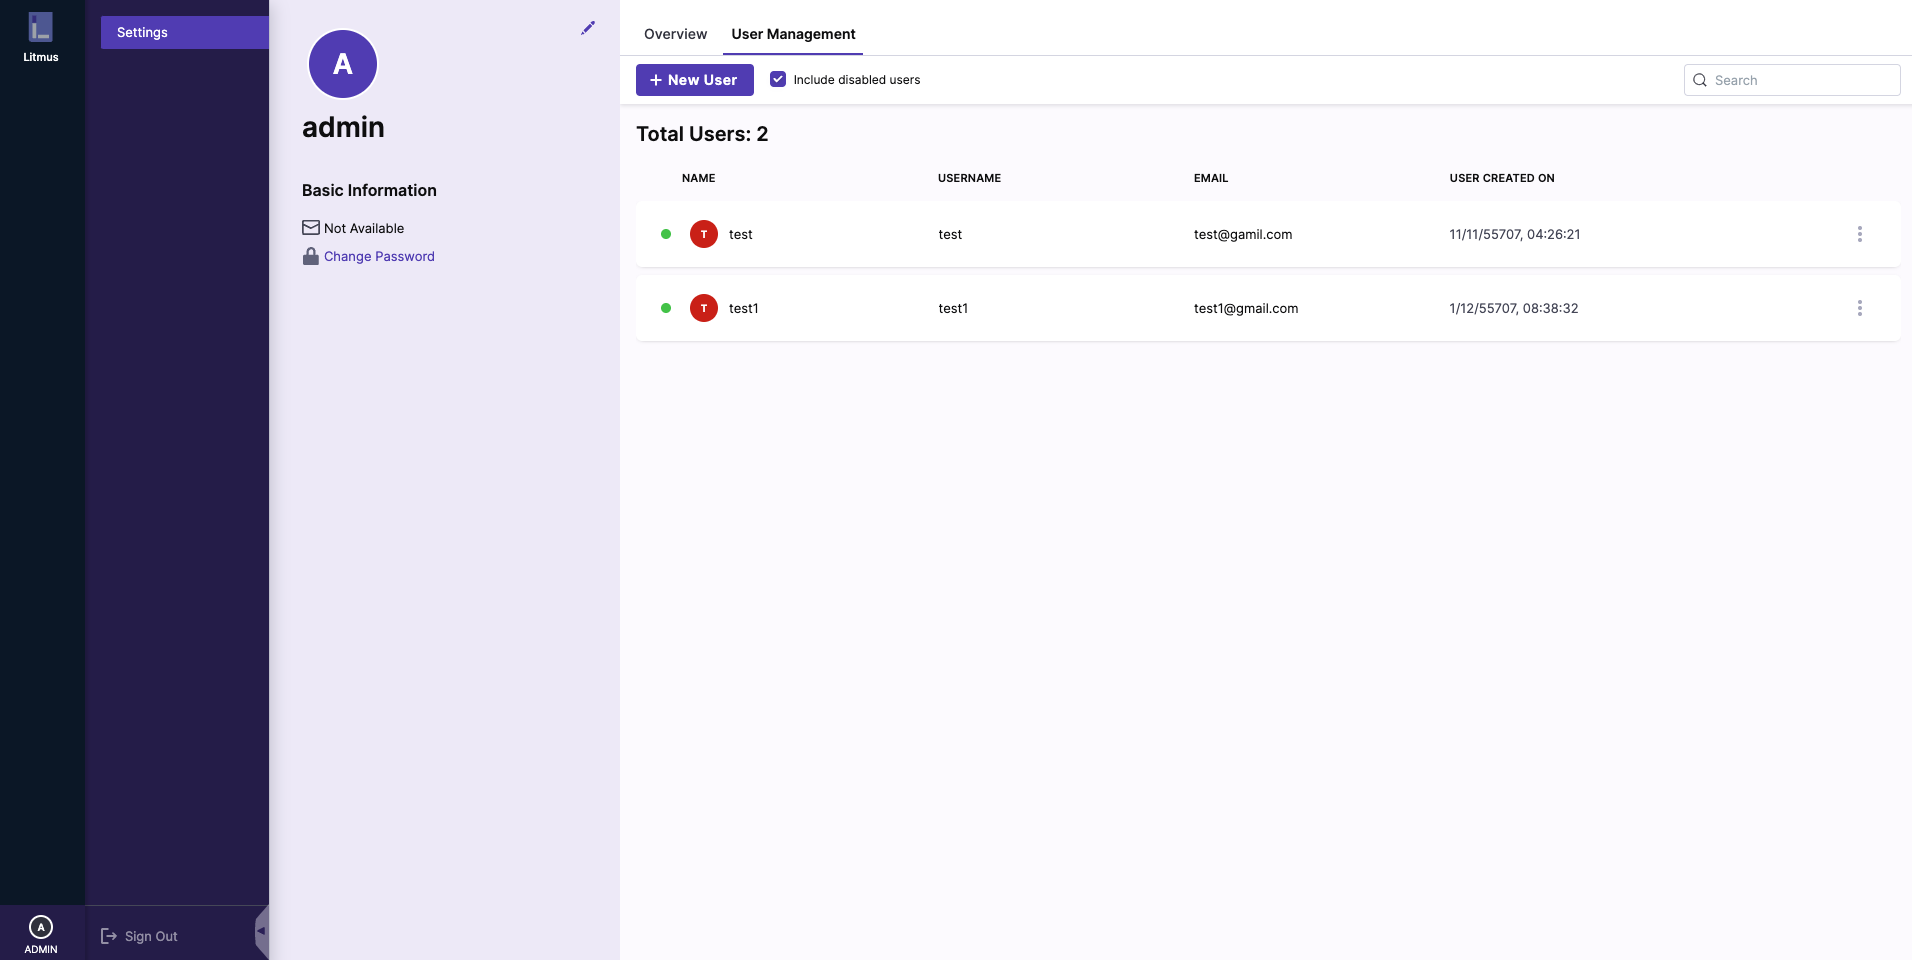 Litmus
Settings
A
admin
Basic Information
Not Available
Change Password
Overview
User Management
+ New User
Include disabled users
Search
Total Users: 2
NAME
USERNAME
EMAIL
USER CREATED ON
T
test
test
test@gamil.com
11/11/55707, 04:26:21
T
test1
test1
test1@gmail.com
1/12/55707, 08:38:32
A
ADMIN
Sign Out